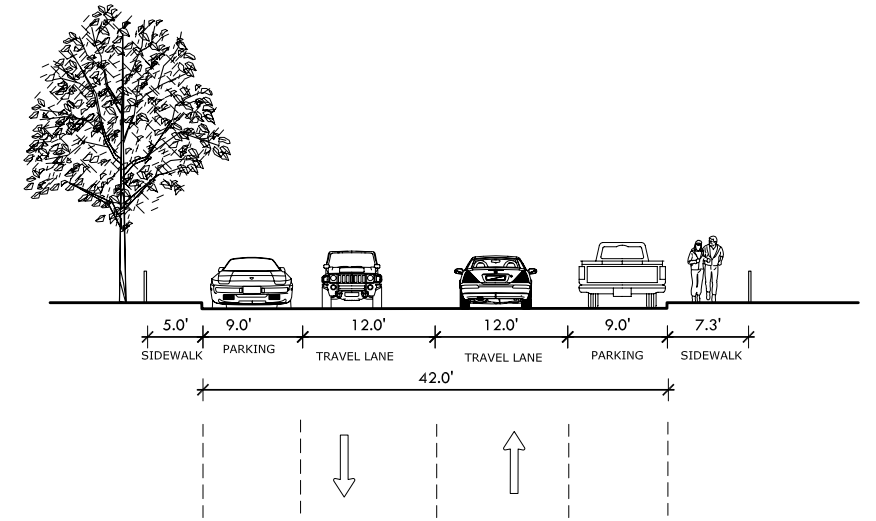 5.0' 9.0' 12.0' 12.0' 9.0' 7.3'
SIDEWALK PARKING TRAVEL LANE TRAVEL LANE PARKING SIDEWALK
42.0'